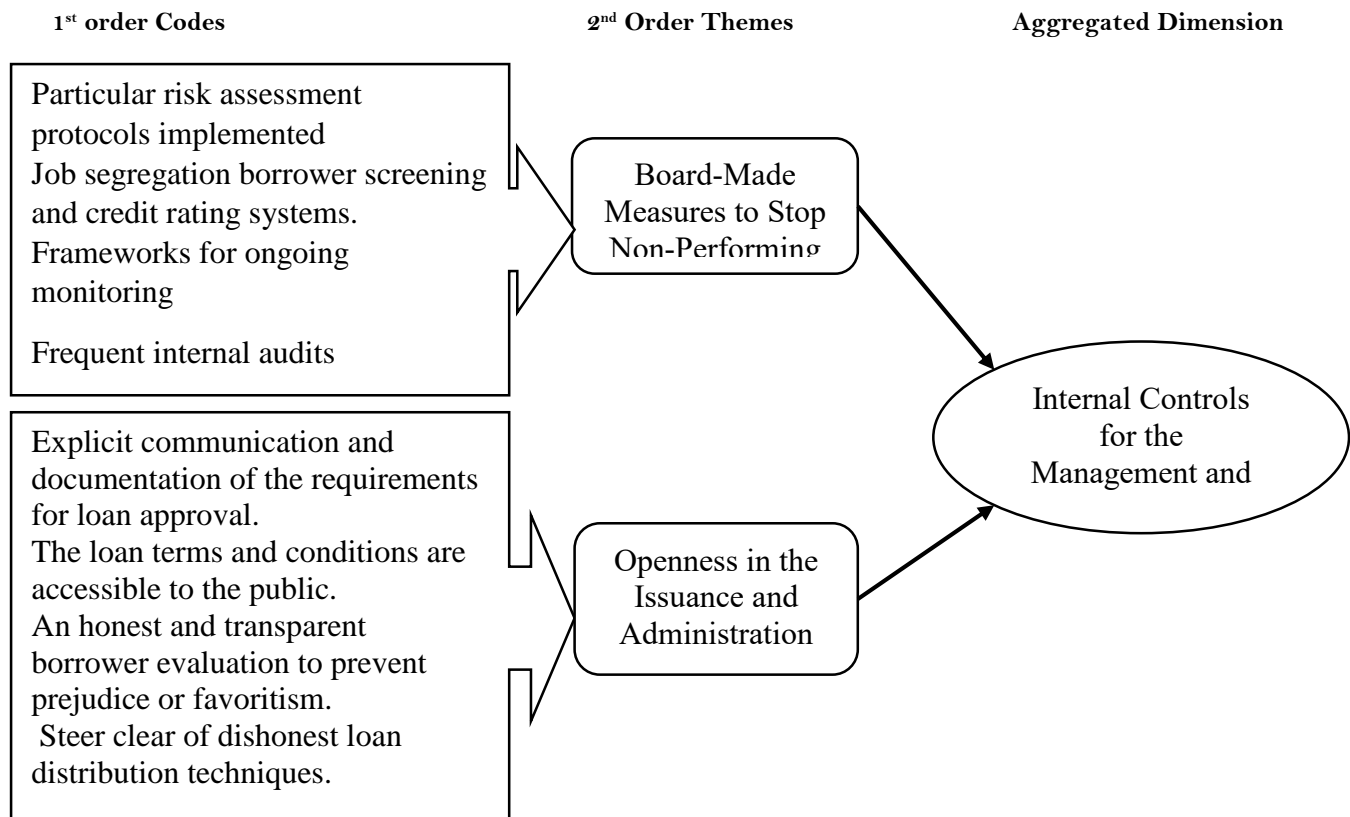 1st order Codes
2nd Order Themes
Aggregated Dimension
Particular risk assessment
protocols implemented
Job segregation borrower screening
and credit rating systems.
Frameworks for ongoing
monitoring
Frequent internal audits
Board-Made
Measures to Stop
Non-Performing
Explicit communication and
documentation of the requirements
for loan approval.
The loan terms and conditions are
accessible to the public.
An honest and transparent
borrower evaluation to prevent
prejudice or favoritism.
Steer clear of dishonest loan
distribution techniques.
Openness in the
Issuance and
Administration
Internal Controls
for the
Management and